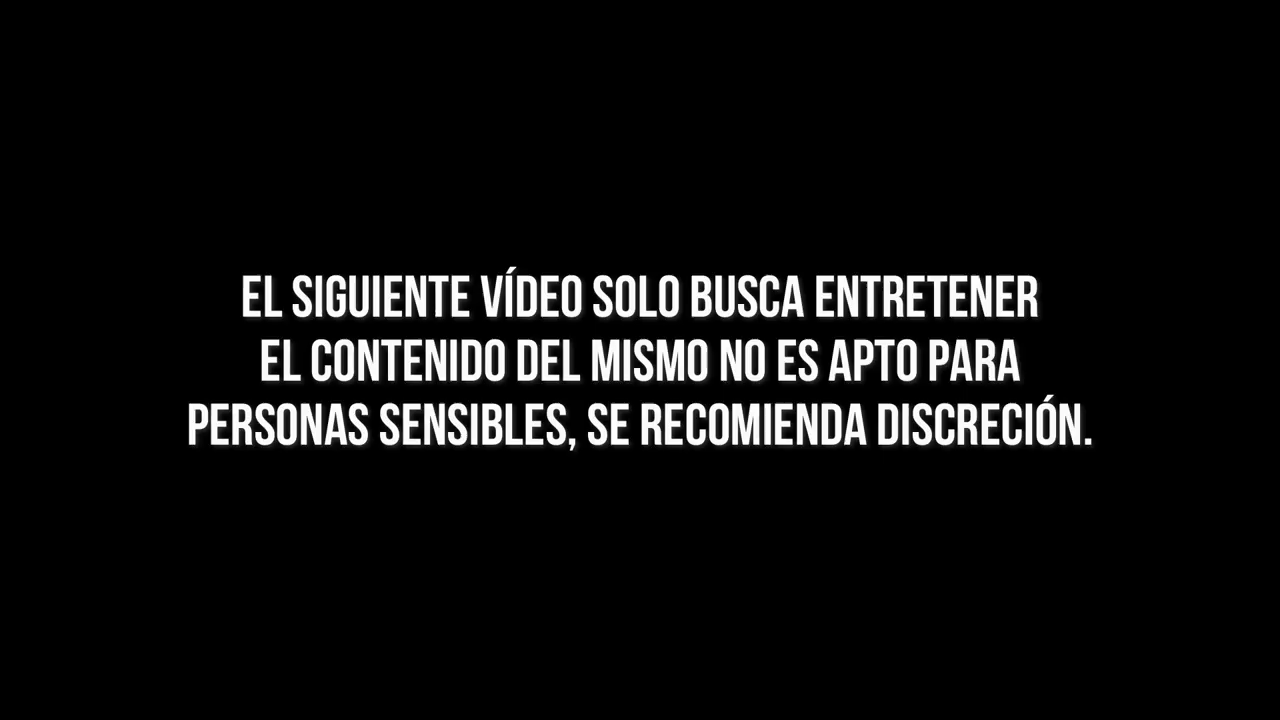 EL SIGUIENTE VÍDEO SOLO BUSCA ENTRETENER
EL CONTENIDO DEL MISMO NO ES APTO PARA
PERSONAS SENSIBLES, SE RECOMIENDA DISCRECIÓN.